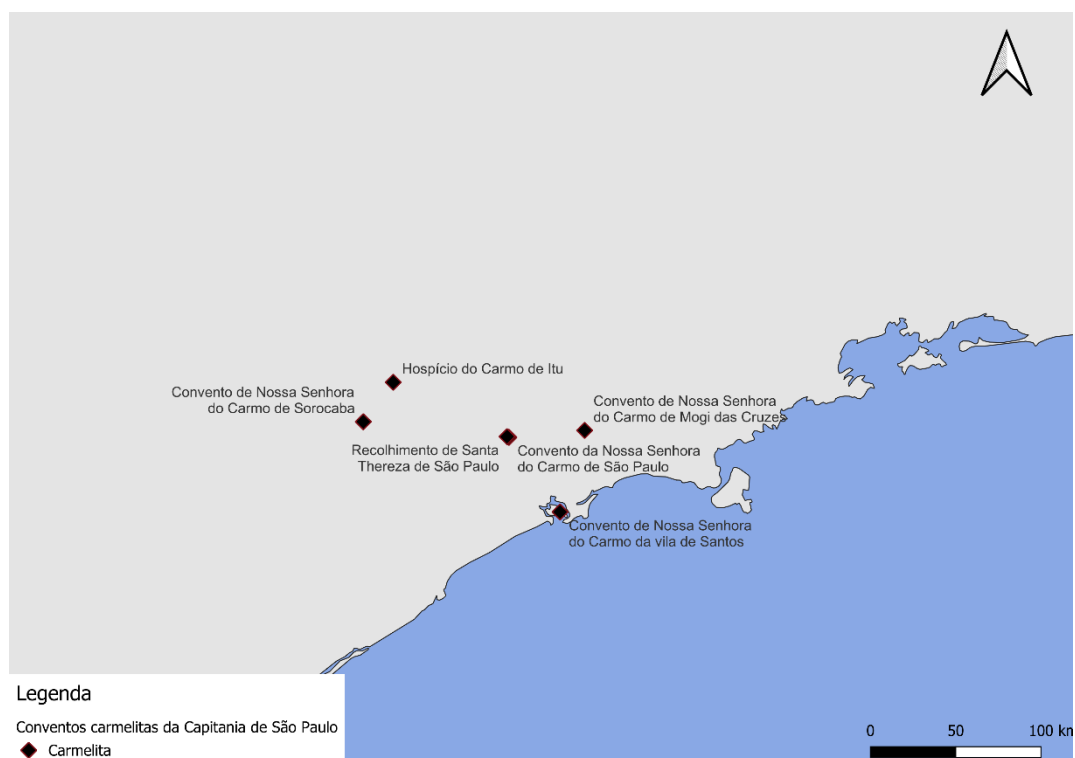 Hospício do Carmo de Itu
Convento de Nossa Senhora
do Carmo de Sorocaba
Convento de Nossa Senhora
do Carmo de Mogi das Cruzes
Recolhimento de Santa
Thereza de São Paulo
Convento da Nossa Senhora
do Carmo de São Paulo
Convento de Nossa Senhora
do Carmo da vila de Santos
Legenda
Conventos carmelitas da Capitania de São Paulo
Carmelita
0 50 100 km